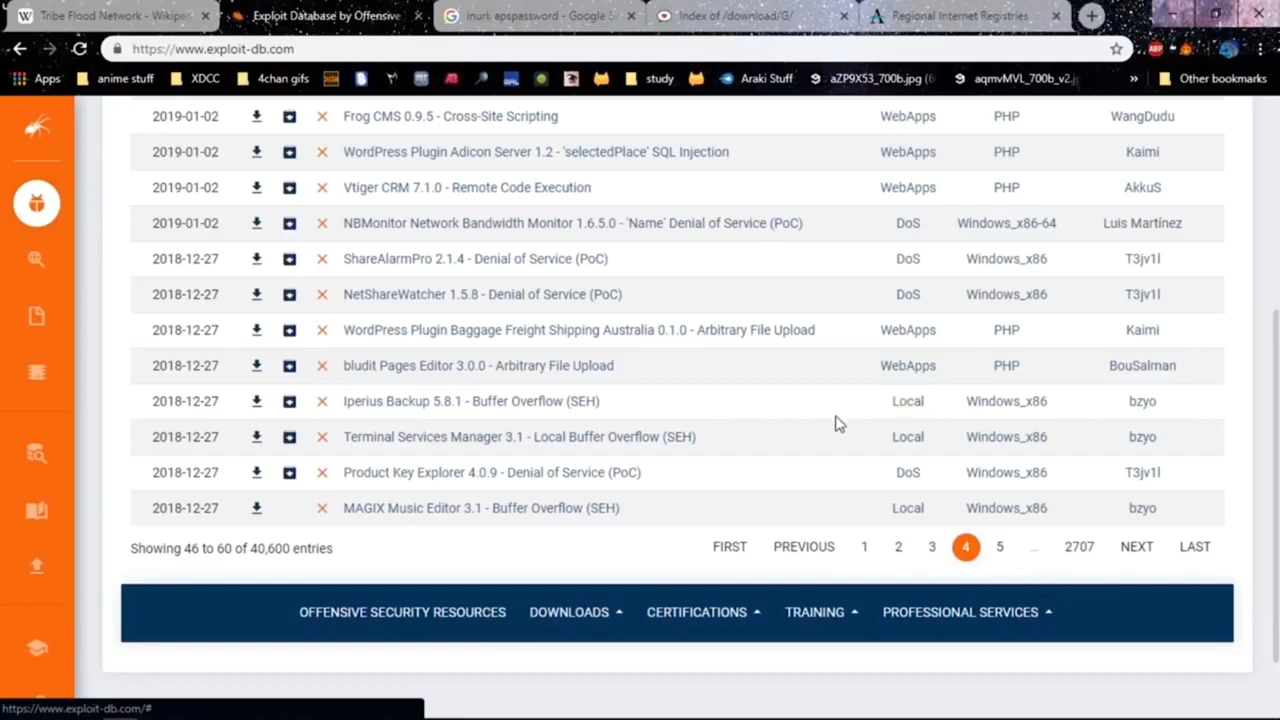 Tribe Flood Network - Wikipe
Exploit Database by Offensive
inurl apspassword - Google S
Index of /download/G/
Regional Internet Registries
https://www.exploit-db.com
Apps
anime stuff
XDCC
4chan gifs
study
Araki Stuff
aZP9X53_700b.jpg (6
aqmvMVL_700b_v2.j
»
Other bookmarks
2019-01-02 Frog CMS 0.9.5 - Cross-Site Scripting WebApps PHP WangDudu
2019-01-02 WordPress Plugin Adicon Server 1.2 - 'selectedPlace' SQL Injection WebApps PHP Kaimi
2019-01-02 Vtiger CRM 7.1.0 - Remote Code Execution WebApps PHP AkkuS
2019-01-02 NBMonitor Network Bandwidth Monitor 1.6.5.0 - 'Name' Denial of Service (PoC) DoS Windows_x86-64 Luis Martínez
2018-12-27 ShareAlarmPro 2.1.4 - Denial of Service (PoC) DoS Windows_x86 T3jv1l
2018-12-27 NetShareWatcher 1.5.8 - Denial of Service (PoC) DoS Windows_x86 T3jv1l
2018-12-27 WordPress Plugin Baggage Freight Shipping Australia 0.1.0 - Arbitrary File Upload WebApps PHP Kaimi
2018-12-27 bludit Pages Editor 3.0.0 - Arbitrary File Upload WebApps PHP BouSalman
2018-12-27 Iperius Backup 5.8.1 - Buffer Overflow (SEH) Local Windows_x86 bzyo
2018-12-27 Terminal Services Manager 3.1 - Local Buffer Overflow (SEH) Local Windows_x86 bzyo
2018-12-27 Product Key Explorer 4.0.9 - Denial of Service (PoC) DoS Windows_x86 T3jv1l
2018-12-27 MAGIX Music Editor 3.1 - Buffer Overflow (SEH) Local Windows_x86 bzyo
Showing 46 to 60 of 40,600 entries FIRST PREVIOUS 1 2 3 4 5 ... 2707 NEXT LAST
OFFENSIVE SECURITY RESOURCES DOWNLOADS CERTIFICATIONS TRAINING PROFESSIONAL SERVICES
https://www.exploit-db.com/#